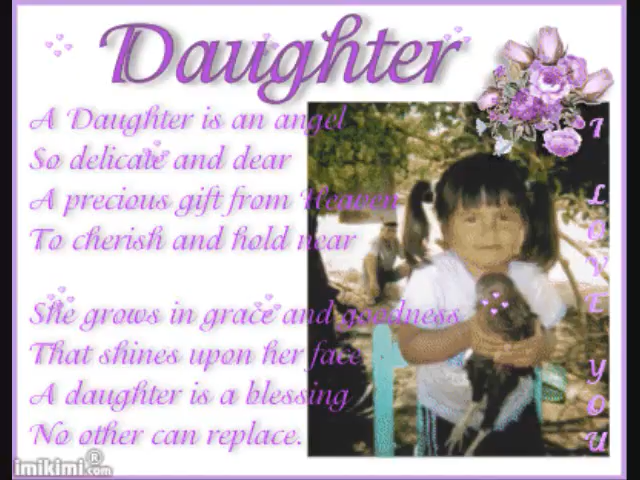 Daughter
A Daughter is an angel
So delicate and dear
A precious gift from Heaven
To cherish and hold near
She grows in grace and goodness
That shines upon her face
A daughter is a blessing
No other can replace.
I LOVE YOU
imikimi.com®